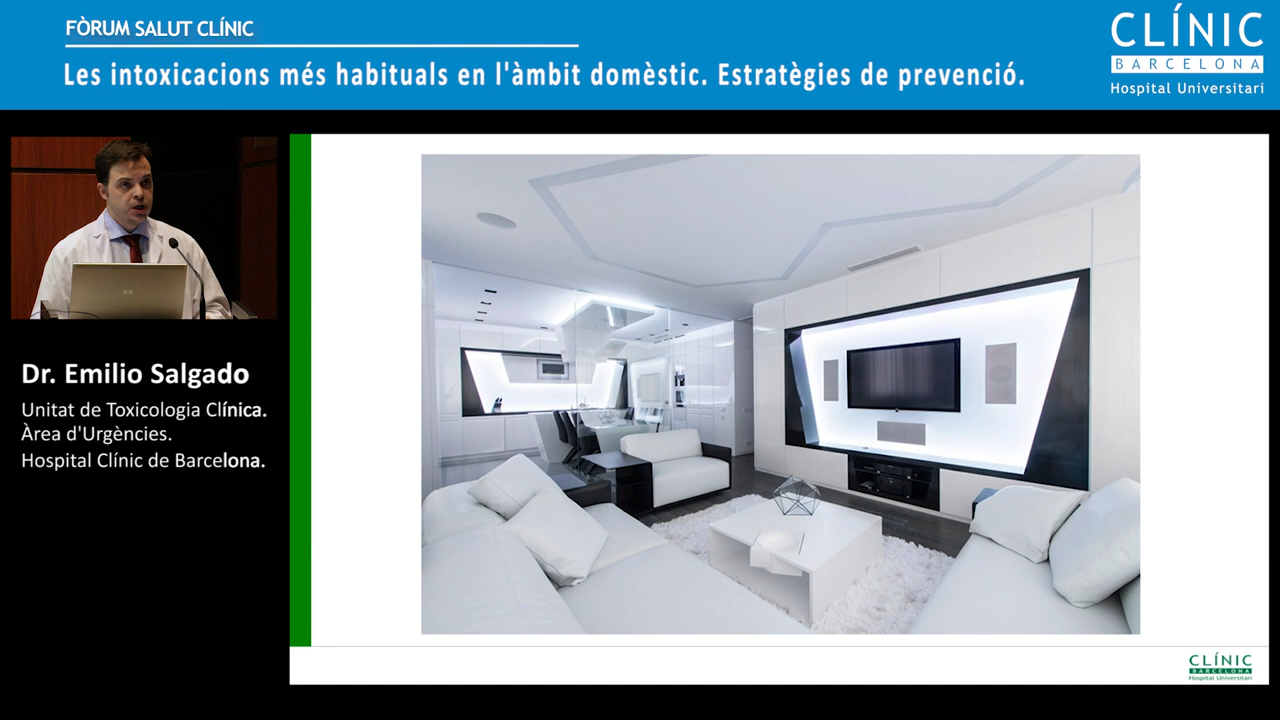 FÒRUM SALUT CLÍNIC
Les intoxicacions més habituals en l'àmbit domèstic. Estratègies de prevenció.
CLÍNIC
BARCELONA
Hospital Universitari
Dr. Emilio Salgado
Unitat de Toxicologia Clínica.
Àrea d'Urgències.
Hospital Clínic de Barcelona.
CLÍNIC
BARCELONA
Hospital Universitari